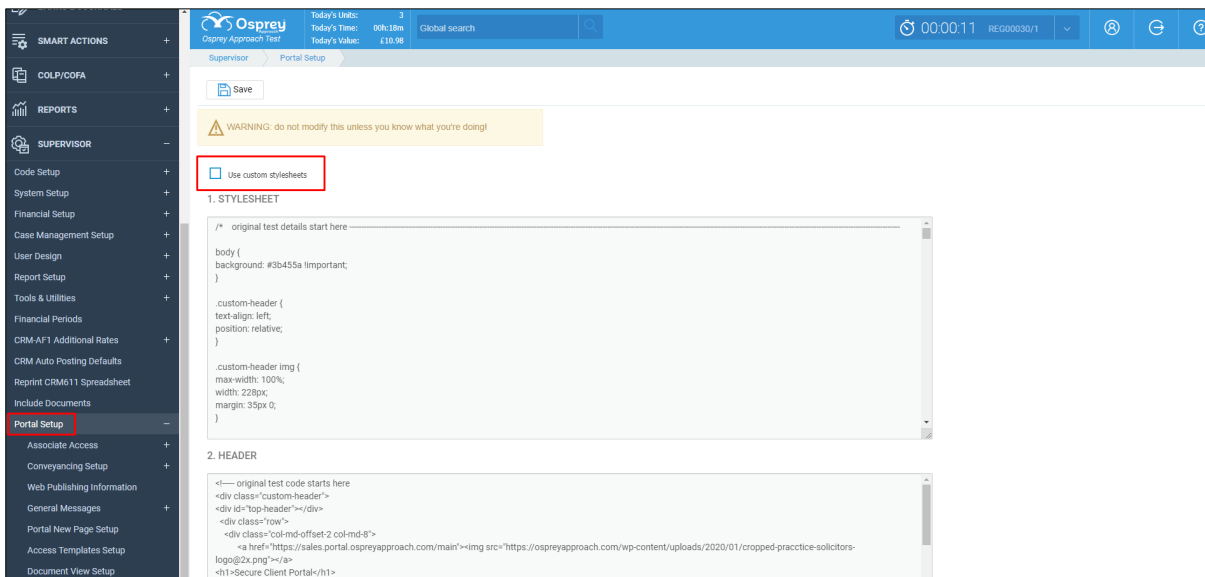 SMART ACTIONS +
COLP/COFA +
REPORTS +
SUPERVISOR −
Code Setup +
System Setup +
Financial Setup +
Case Management Setup +
User Design +
Report Setup +
Tools & Utilities +
Financial Periods
CRM-AF1 Additional Rates +
CRM Auto Posting Defaults
Reprint CRM611 Spreadsheet
Include Documents
Portal Setup −
Associate Access +
Conveyancing Setup +
Web Publishing Information
General Messages +
Portal New Page Setup
Access Templates Setup
Document View Setup
Osprey
Approach
Osprey Approach Test
Today's Units: 3
Today's Time: 00h:18m
Today's Value: £10.98
Global search
00:00:11 REG00030/1
Supervisor Portal Setup
Save
WARNING: do not modify this unless you know what you're doing!
Use custom stylesheets
1. STYLESHEET
/* original test details start here ---
body {
background: #3b455a !important;
}
.custom-header {
text-align: left;
position: relative;
}
.custom-header img {
max-width: 100%;
width: 228px;
margin: 35px 0;
}
2. HEADER
<!-— original test code starts here
<div class="custom-header">
<div id="top-header"></div>
<div class="row">
<div class="col-md-offset-2 col-md-8">
<a href="https://sales.portal.ospreyapproach.com/main"><img src="https://ospreyapproach.com/wp-content/uploads/2020/01/cropped-pracctice-solicitors-
logo@2x.png"></a>
<h1>Secure Client Portal</h1>